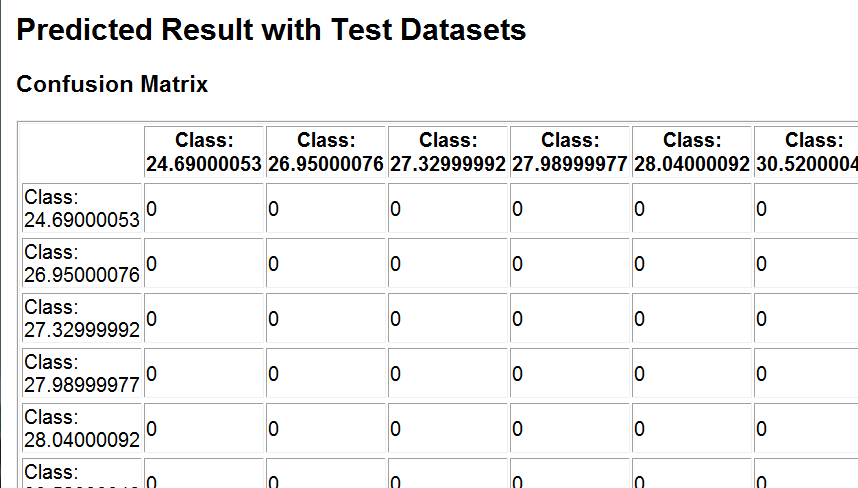 Predicted Result with Test Datasets
Confusion Matrix
Class: Class: Class: Class: Class: Class:
24.69000053 26.95000076 27.32999992 27.98999977 28.04000092 30.5200004
Class:
24.69000053 0 0 0 0 0 0
Class:
26.95000076 0 0 0 0 0 0
Class:
27.32999992 0 0 0 0 0 0
Class:
27.98999977 0 0 0 0 0 0
Class:
28.04000092 0 0 0 0 0 0
Class:
0 0 0 0 0 0